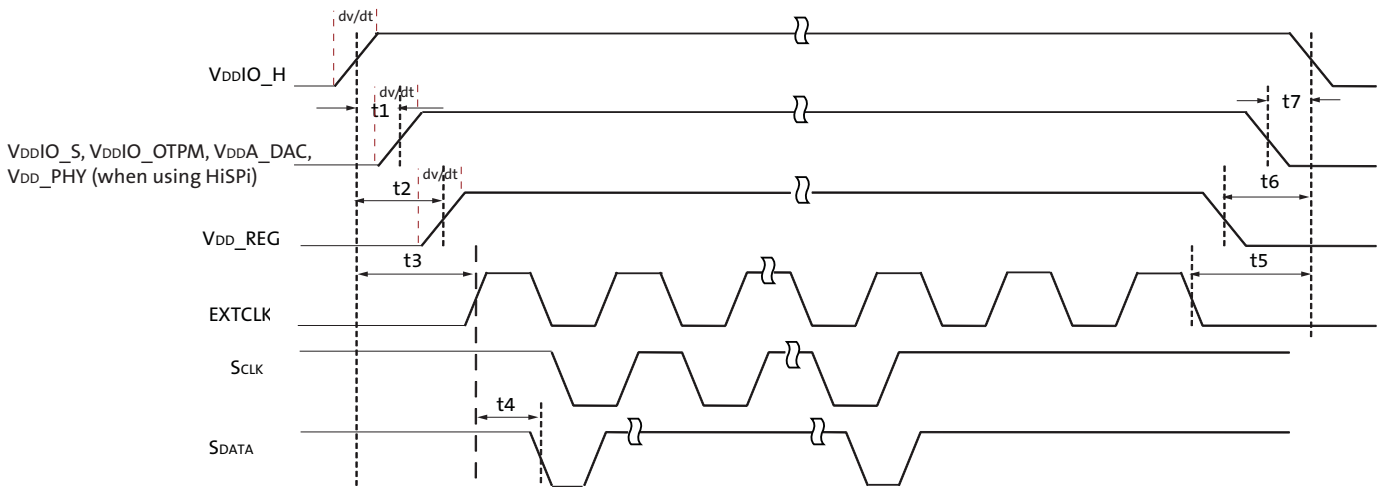 dv/dt
VDDIO_H
dv/dt
t1
t7
VDDIO_S, VDDIO_OTPM, VDDA_DAC,
VDD_PHY (when using HiSPi)
t2
dv/dt
t6
VDD_REG
t3
t5
EXTCLK
SCLK
t4
SDATA